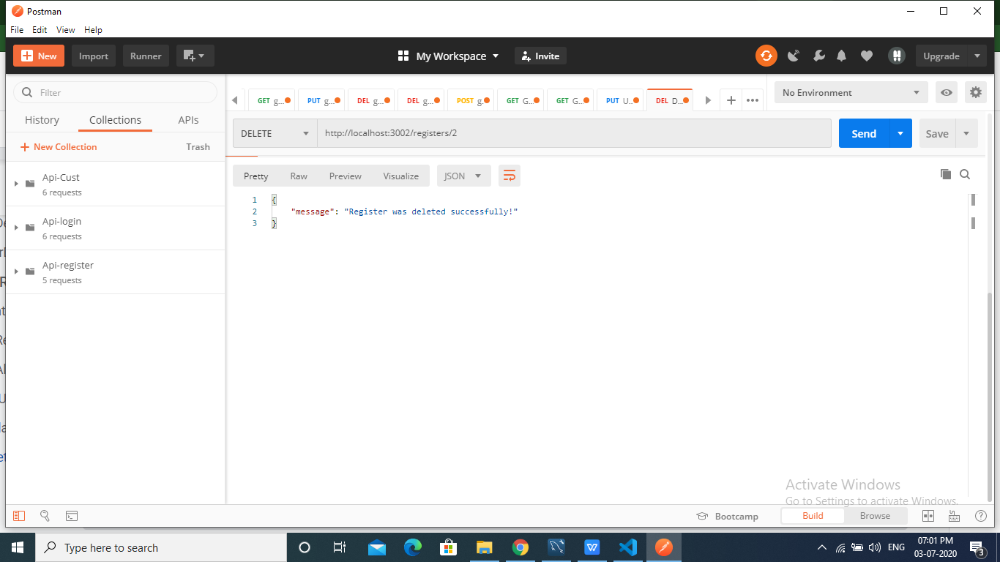 Postman
File Edit View Help
New Import Runner My Workspace Invite Upgrade
Filter
GET g... PUT g... DEL g... DEL g... POST g. GET G... GET G... PUT U... DEL D...
No Environment
History Collections APIs
DELETE http://localhost:3002/registers/2 Send Save
New Collection Trash
Pretty Raw Preview Visualize JSON
Api-Cust
6 requests
1 {
2 "message": "Register was deleted successfully!"
3 }
Api-login
6 requests
Api-register
5 requests
Activate Windows
Go to Settings to activate Windows.
Bootcamp Build Browse
Type here to search
ENG
07:01 PM
03-07-2020
3